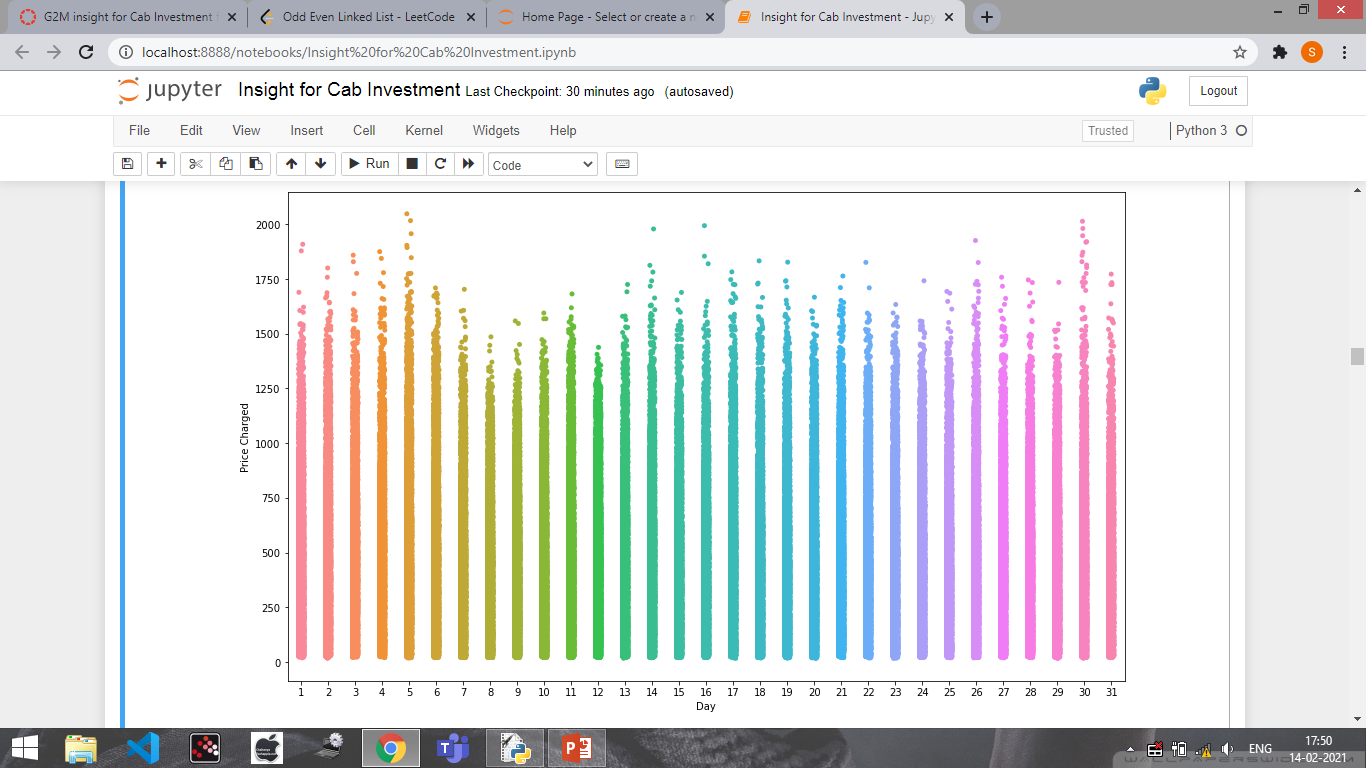 G2M insight for Cab Investment
Odd Even Linked List - LeetCode
Home Page - Select or create a n
Insight for Cab Investment - Jupy
localhost:8888/notebooks/Insight%20for%20Cab%20Investment.ipynb
S
jupyter Insight for Cab Investment Last Checkpoint: 30 minutes ago (autosaved)
Logout
File Edit View Insert Cell Kernel Widgets Help
Trusted
Python 3
Run
Code
2000
1750
1500
1250
1000
750
500
250
0
Price Charged
1 2 3 4 5 6 7 8 9 10 11 12 13 14 15 16 17 18 19 20 21 22 23 24 25 26 27 28 29 30 31
Day
ENG
17:50
14-02-2021